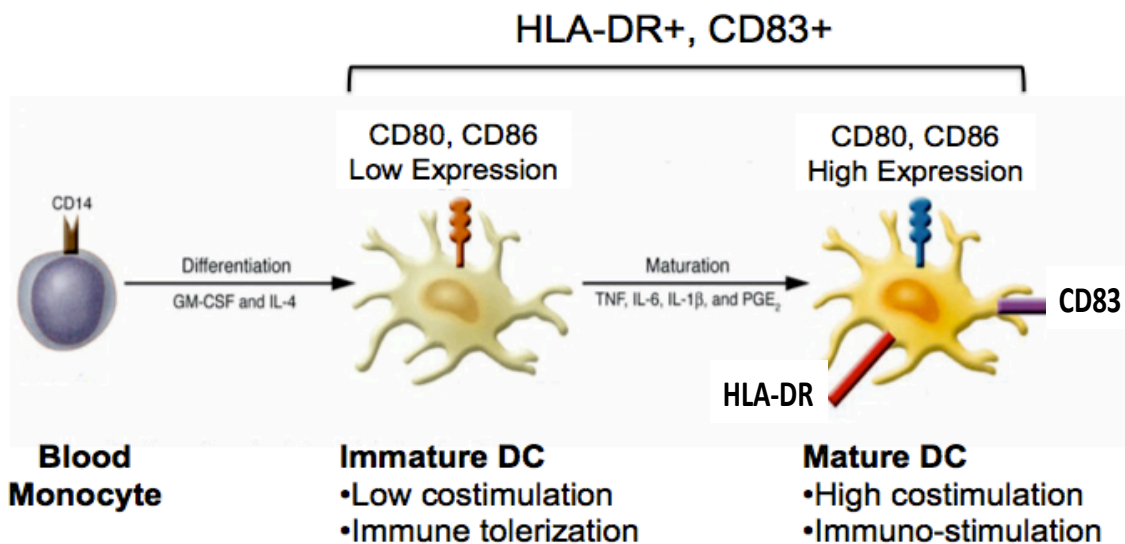 HLA-DR+, CD83+
CD80, CD86
Low Expression
CD80, CD86
High Expression
CD14
Differentiation
GM-CSF and IL-4
Maturation
TNF, IL-6, IL-1β, and PGE₂
CD83
HLA-DR
Blood
Monocyte
Immature DC
•Low costimulation
•Immune tolerization
Mature DC
•High costimulation
•Immuno-stimulation